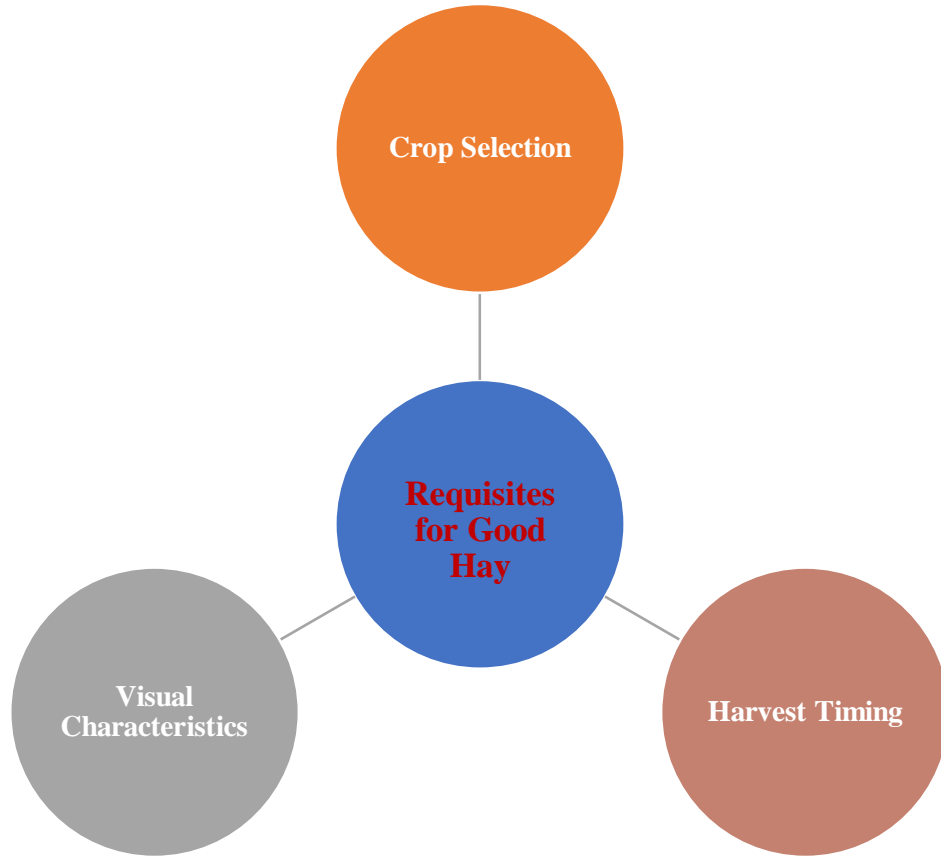 Crop Selection
Requisites
for Good
Hay
Visual
Characteristics
Harvest Timing